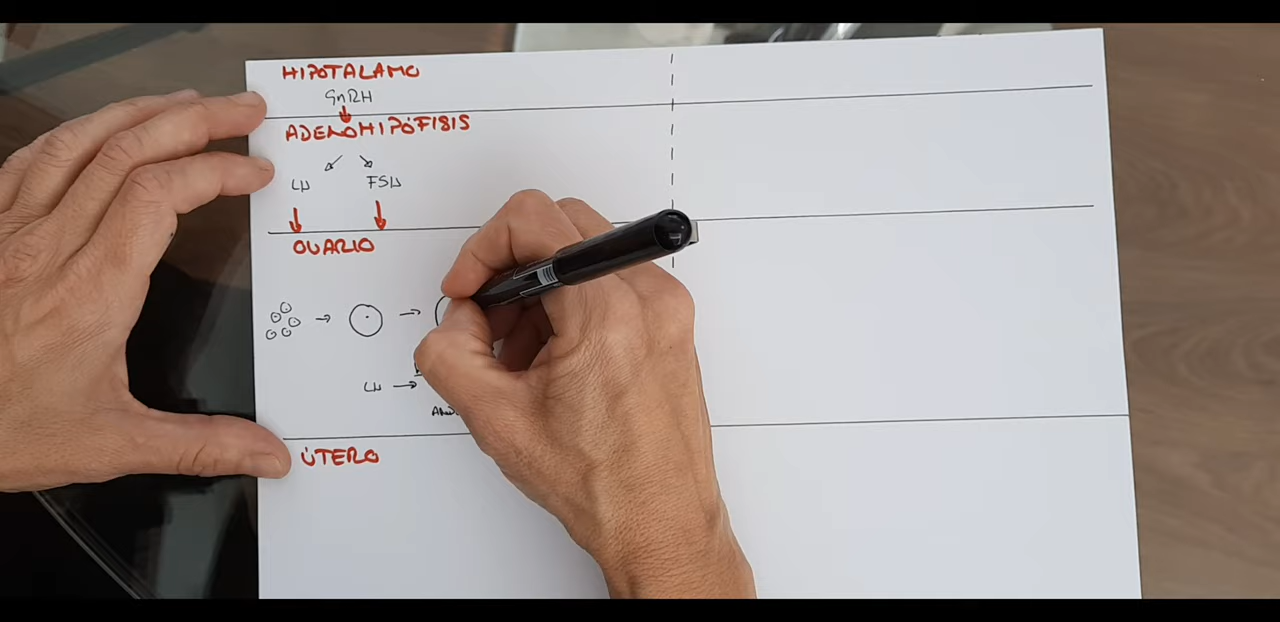 HIPOTALAMO
GnRH
ADENOHIPÓFISIS
LH FSH
OVARIO
LH
ÚTERO